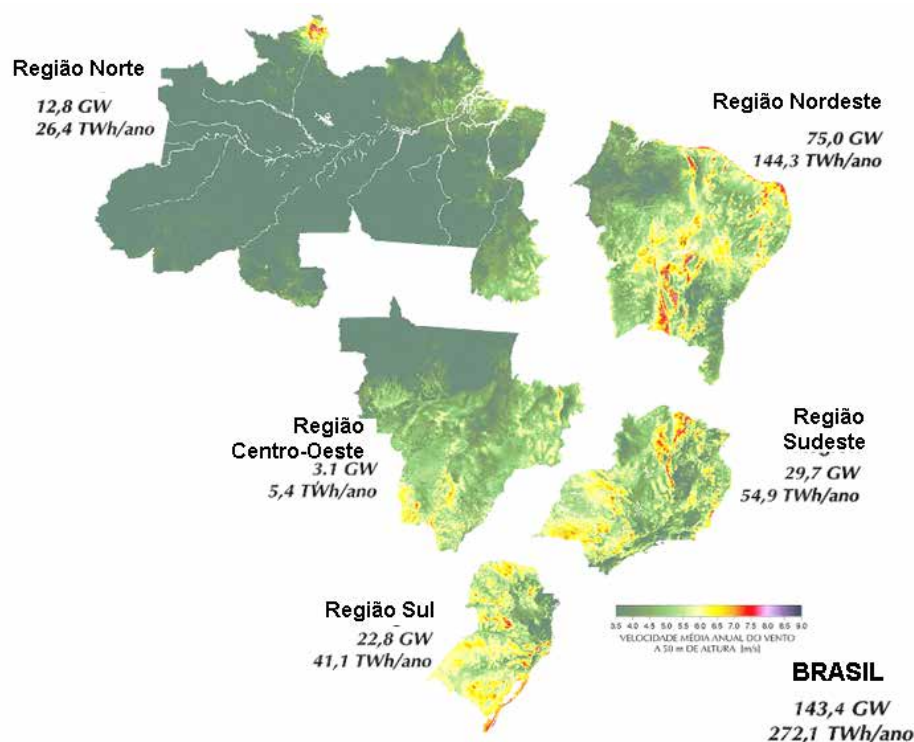 Região Norte
12,8 GW
26,4 TWh/ano
Região Nordeste
75,0 GW
144,3 TWh/ano
Região
Centro-Oeste
3.1 GW
5,4 TWh/ano
Região
Sudeste
29,7 GW
54,9 TWh/ano
Região Sul
22,8 GW
41,1 TWh/ano
3.5 4.0 4.5 5.0 5.5 6.0 6.5 7.0 7.5 8.0 8.5 9.0
VELOCIDADE MÉDIA ANUAL DO VENTO
A 50 m DE ALTURA [m/s]
BRASIL
143,4 GW
272,1 TWh/ano